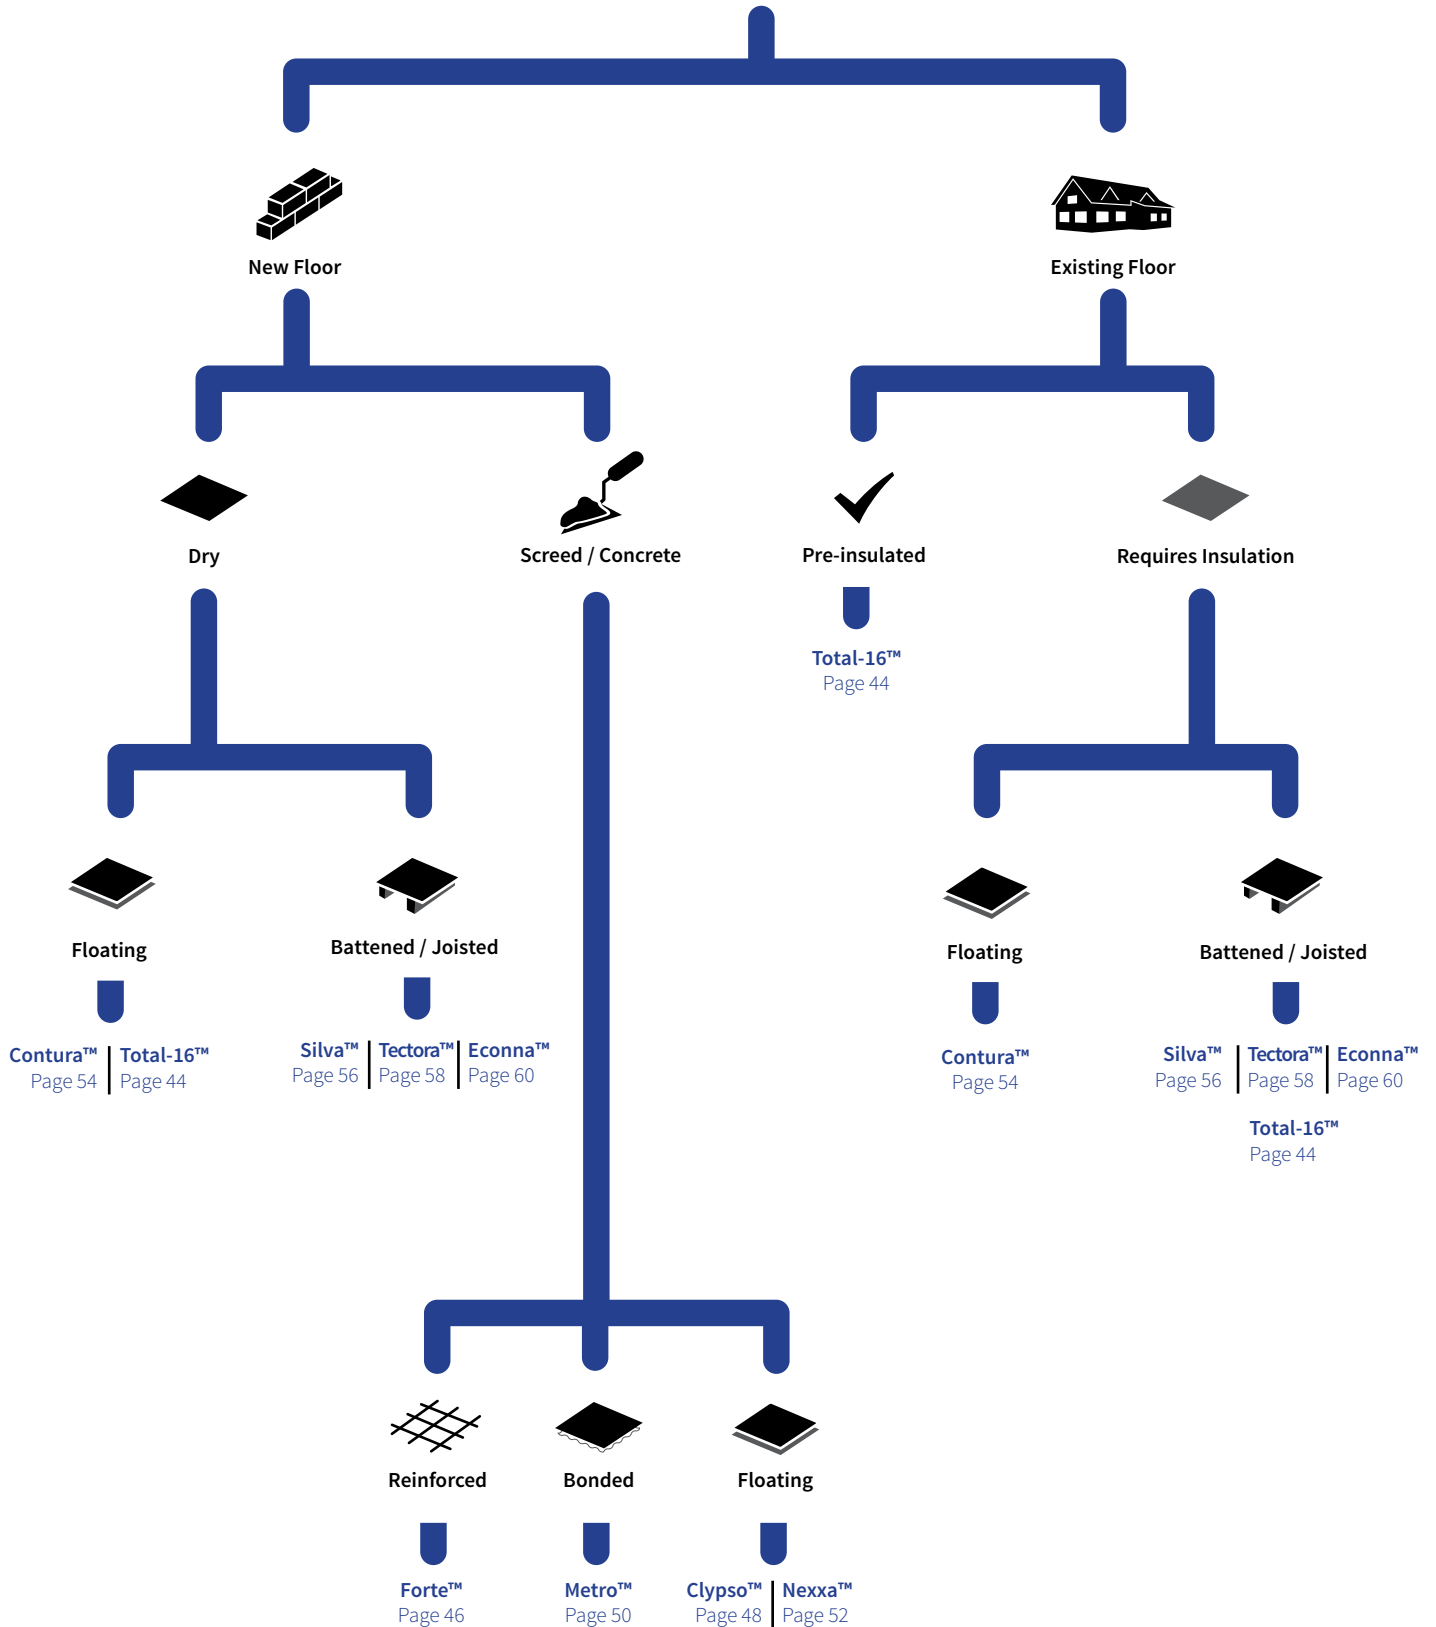 New Floor
Existing Floor
Dry
Screed / Concrete
Pre-insulated
Requires Insulation
Total-16™
Page 44
Floating
Battened / Joisted
Floating
Battened / Joisted
Contura™
Page 54
Total-16™
Page 44
Silva™
Page 56
Tectora™
Page 58
Econna™
Page 60
Contura™
Page 54
Silva™
Page 56
Tectora™
Page 58
Econna™
Page 60
Total-16™
Page 44
Reinforced
Bonded
Floating
Forte™
Page 46
Metro™
Page 50
Clypso™
Page 48
Nexxa™
Page 52